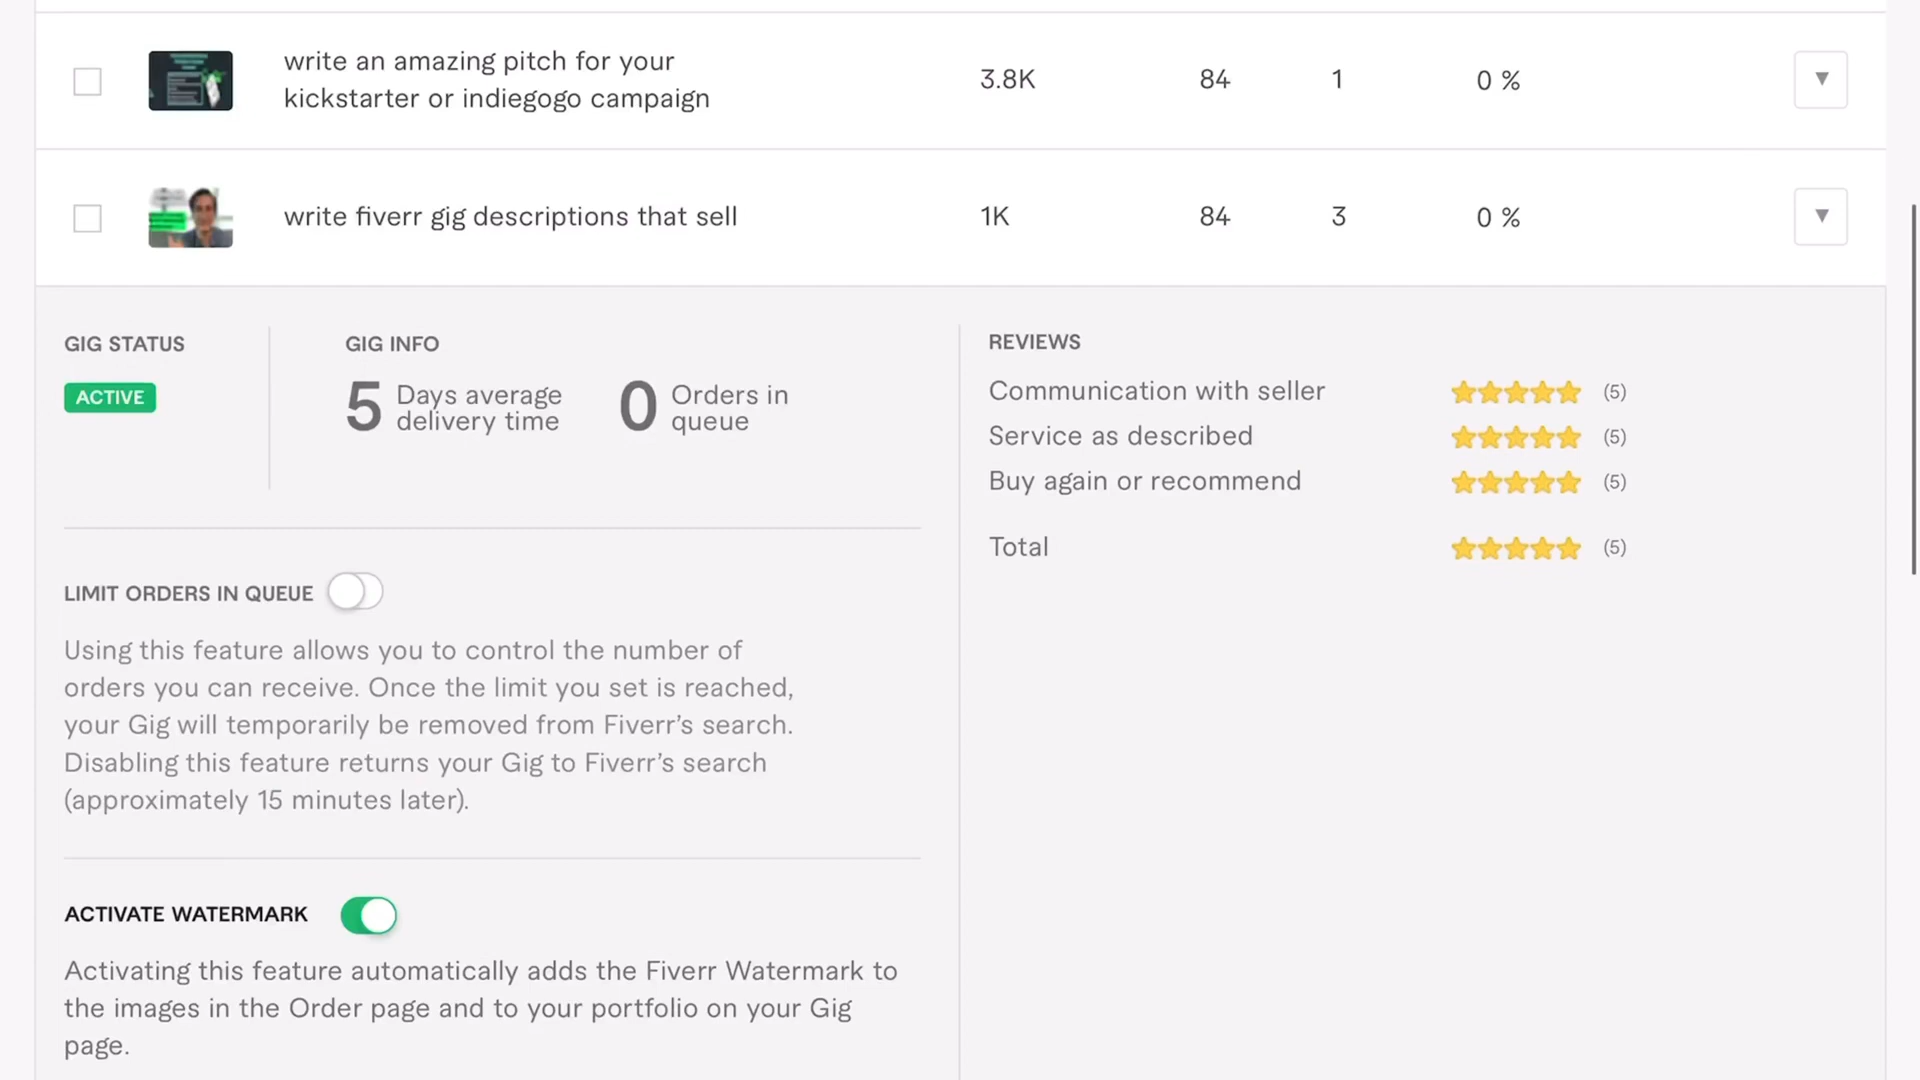 write an amazing pitch for your
kickstarter or indiegogo campaign
3.8K 84 1 0 %
write fiverr gig descriptions that sell
1K 84 3 0 %
GIG STATUS
ACTIVE
GIG INFO
5 Days average
delivery time
0 Orders in
queue
REVIEWS
Communication with seller (5)
Service as described (5)
Buy again or recommend (5)
Total (5)
LIMIT ORDERS IN QUEUE
Using this feature allows you to control the number of
orders you can receive. Once the limit you set is reached,
your Gig will temporarily be removed from Fiverr’s search.
Disabling this feature returns your Gig to Fiverr’s search
(approximately 15 minutes later).
ACTIVATE WATERMARK
Activating this feature automatically adds the Fiverr Watermark to
the images in the Order page and to your portfolio on your Gig
page.